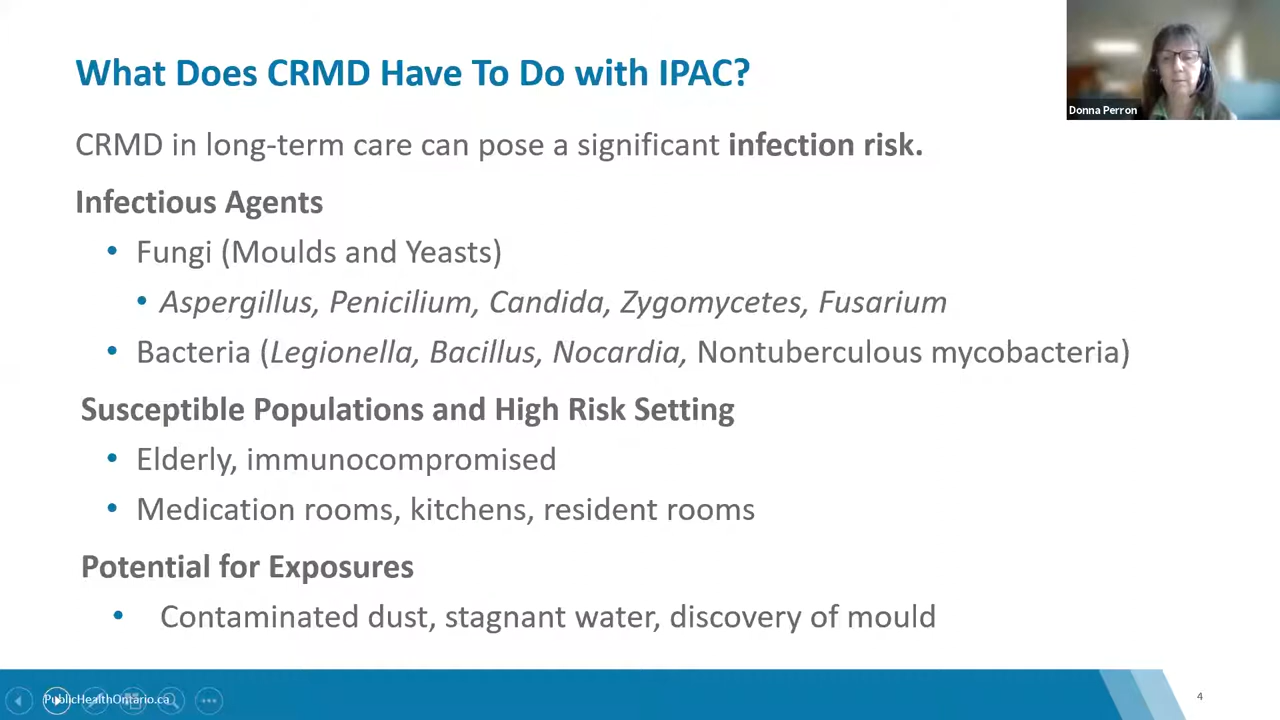 What Does CRMD Have To Do with IPAC?
Donna Perron
CRMD in long-term care can pose a significant infection risk.
Infectious Agents
• Fungi (Moulds and Yeasts)
• Aspergillus, Penicilium, Candida, Zygomycetes, Fusarium
• Bacteria (Legionella, Bacillus, Nocardia, Nontuberculous mycobacteria)
Susceptible Populations and High Risk Setting
• Elderly, immunocompromised
• Medication rooms, kitchens, resident rooms
Potential for Exposures
• Contaminated dust, stagnant water, discovery of mould
PublicHealthOntario.ca
4